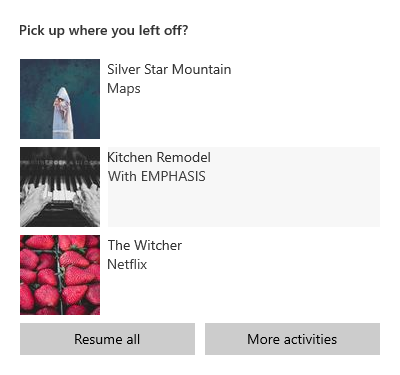 Pick up where you left off?
Silver Star Mountain
Maps
Kitchen Remodel
With EMPHASIS
The Witcher
Netflix
Resume all
More activities